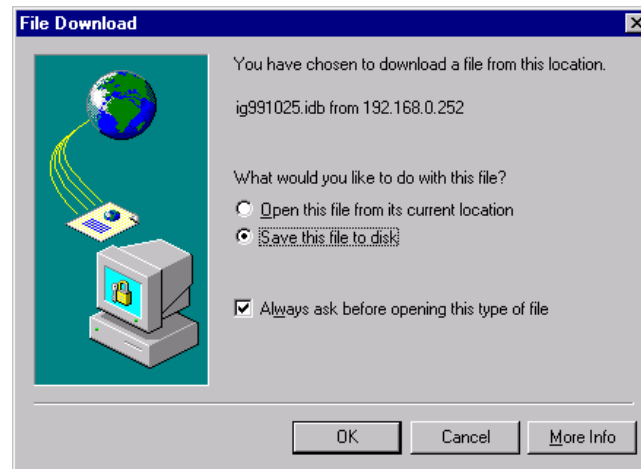 File Download
You have chosen to download a file from this location.
ig991025.idb from 192.168.0.252
What would you like to do with this file?
Open this file from its current location
Save this file to disk
Always ask before opening this type of file
OK
Cancel
More Info